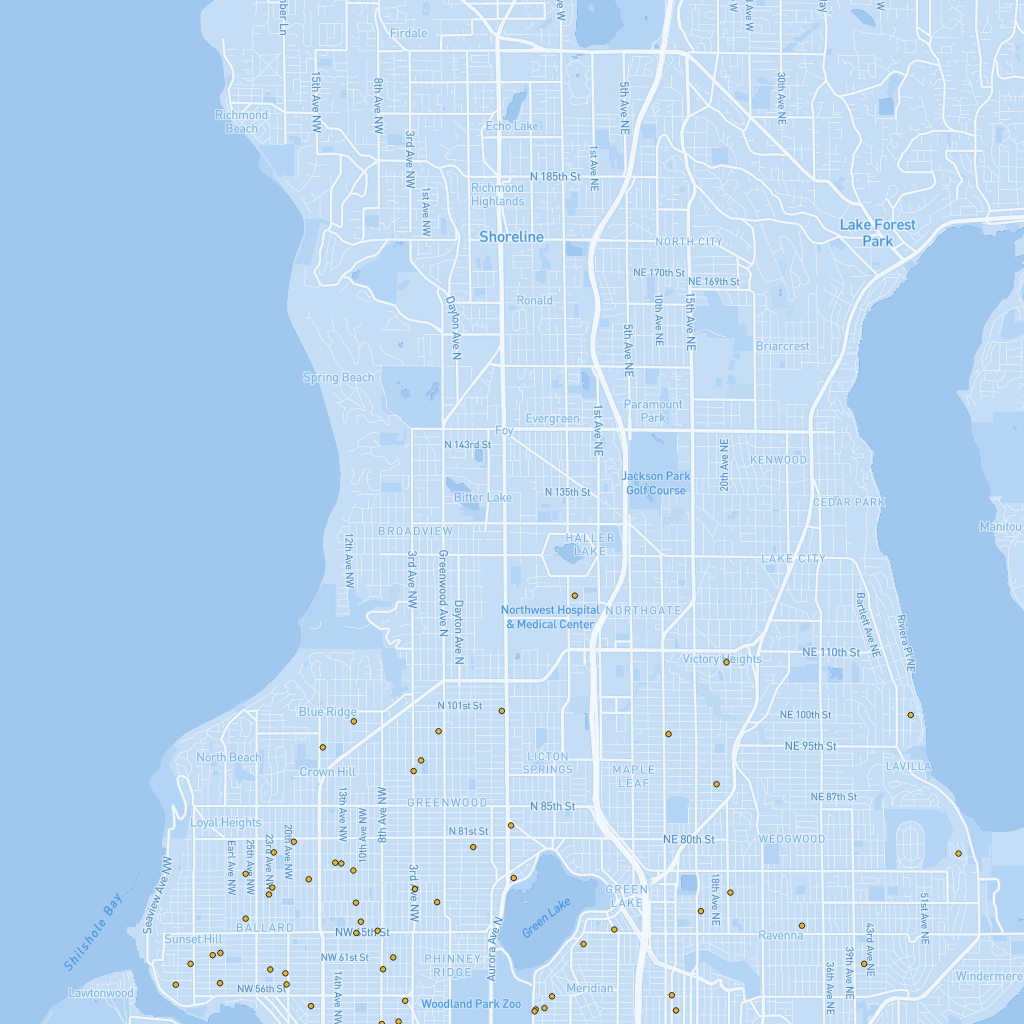 mber Ln
Ave W
Ave W
Ave W
Ave W
Way
Firdale
15th Ave NW
8th Ave NW
5th Ave NE
30th Ave NE
Richmond
Beach
Echo Lake
3rd Ave NW
1st Ave NE
N 185th St
1st Ave NW
Richmond
Highlands
Shoreline
Lake Forest
Park
NORTH CITY
NE 170th St
NE 169th St
Dayton Ave N
Ronald
10th Ave NE
15th Ave NE
5th Ave NE
Briarcrest
Spring Beach
Paramount
Park
1st Ave NE
Evergreen
Foy
N 143rd St
20th Ave NE
KENWOOD
Jackson Park
Golf Course
Bitter Lake
N 135th St
CEDAR PARK
Manitou
BROADVIEW
HALLER
LAKE
LAKE CITY
12th Ave NW
3rd Ave NW
Greenwood Ave N
Dayton Ave N
Northwest Hospital
& Medical Center
NORTHGATE
Bartlett Ave NE
Riviera Pl NE
Victory Heights
NE 110th St
N 101st St
Blue Ridge
NE 100th St
NE 95th St
North Beach
Crown Hill
LICTON
SPRINGS
MAPLE
LEAF
LAVILLA
13th Ave NW
10th Ave NW
8th Ave NW
GREENWOOD
N 85th St
NE 87th St
Loyal Heights
N 81st St
NE 80th St
WEDGWOOD
Earl Ave NW
25th Ave NW
23rd Ave NW
20th Ave NW
3rd Ave NW
Seaview Ave NW
GREEN
LAKE
18th Ave NE
51st Ave NE
Green Lake
Shilshole Bay
Sunset Hill
BALLARD
NW 65th St
Aurora Ave N
Ravenna
43rd Ave NE
39th Ave NE
36th Ave NE
NW 61st St
PHINNEY
RIDGE
Windermere
14th Ave NW
NW 56th St
Meridian
Lawtonwood
Woodland Park Zoo